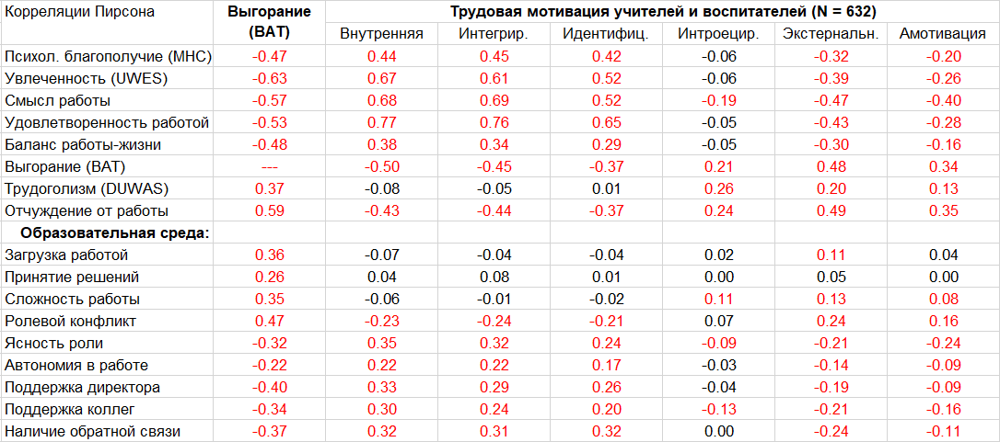 Корреляции Пирсона Выгорание (BAT) Трудовая мотивация учителей и воспитателей (N = 632)
Внутренняя Интегрир. Идентифиц. Интроецир. Экстернальн. Амотивация
Психол. благополучие (MHC) -0.47 0.44 0.45 0.42 -0.06 -0.32 -0.20
Увлеченность (UWES) -0.63 0.67 0.61 0.52 -0.06 -0.39 -0.26
Смысл работы -0.57 0.68 0.69 0.52 -0.19 -0.47 -0.40
Удовлетворенность работой -0.53 0.77 0.76 0.65 -0.05 -0.43 -0.28
Баланс работы-жизни -0.48 0.38 0.34 0.29 -0.05 -0.30 -0.16
Выгорание (BAT) --- -0.50 -0.45 -0.37 0.21 0.48 0.34
Трудоголизм (DUWAS) 0.37 -0.08 -0.05 0.01 0.26 0.20 0.13
Отчуждение от работы 0.59 -0.43 -0.44 -0.37 0.24 0.49 0.35
Образовательная среда:
Загрузка работой 0.36 -0.07 -0.04 -0.04 0.02 0.11 0.04
Принятие решений 0.26 0.04 0.08 0.01 0.00 0.05 0.00
Сложность работы 0.35 -0.06 -0.01 -0.02 0.11 0.13 0.08
Ролевой конфликт 0.47 -0.23 -0.24 -0.21 0.07 0.24 0.16
Ясность роли -0.32 0.35 0.32 0.24 -0.09 -0.21 -0.24
Автономия в работе -0.22 0.22 0.22 0.17 -0.03 -0.14 -0.09
Поддержка директора -0.40 0.33 0.29 0.26 -0.04 -0.19 -0.09
Поддержка коллег -0.34 0.30 0.24 0.20 -0.13 -0.21 -0.16
Наличие обратной связи -0.37 0.32 0.31 0.32 0.00 -0.24 -0.11